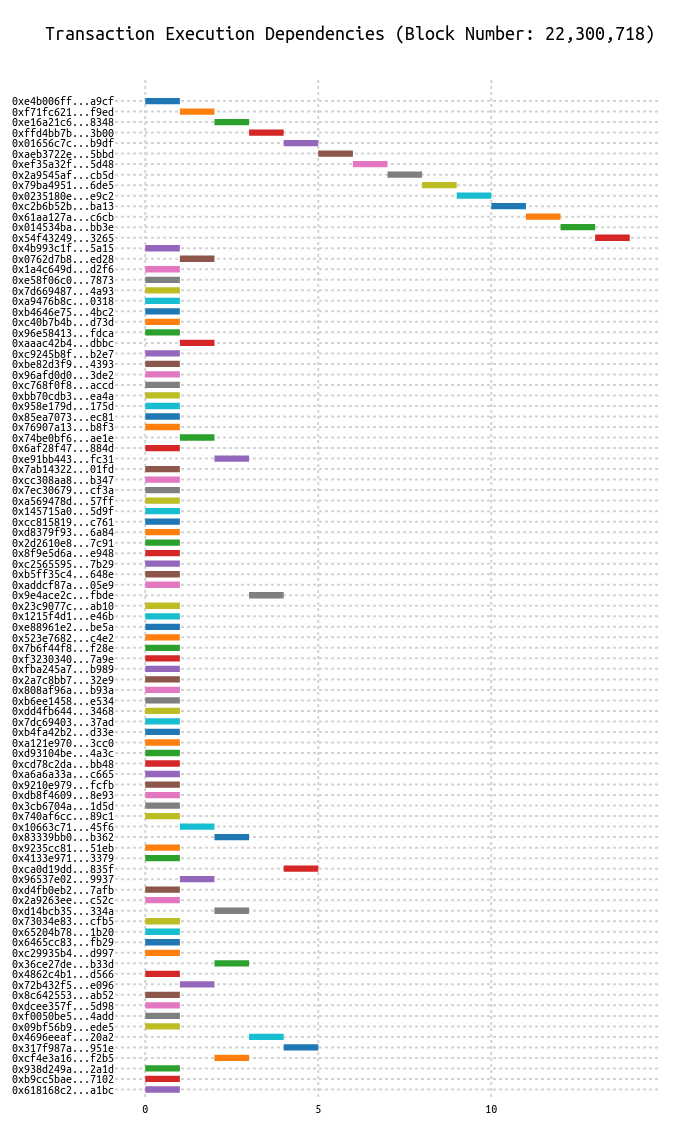 Transaction Execution Dependencies (Block Number: 22,300,718)
0xe4b006ff...a9cf
0xf71fc621...f9ed
0xe16a21c6...8348
0xffd4bb7b...3b00
0x01656c7c...b9df
0xaeb3722e...5bbd
0xef35a32f...5d48
0x2a9545af...cb5d
0x79ba4951...6de5
0x0235180e...e9c2
0xc2b6b52b...ba13
0x61aa127a...c6cb
0x014534ba...bb3e
0x54f43249...3265
0x4b993c1f...5a15
0x0762d7b8...ed28
0x1a4c649d...d2f6
0xe58f06c0...7873
0x7d669487...4a93
0xa9476b8c...0318
0xb4646e75...4bc2
0xc40b7b4b...d73d
0x96e58413...fdca
0xaaac42b4...dbbc
0xc9245b8f...b2e7
0xbe82d3f9...4393
0x96afd0d0...3de2
0xc768f0f8...accd
0xbb70cdb3...ea4a
0x958e179d...175d
0x85ea7073...ec81
0x76907a13...b8f3
0x74be0bf6...ae1e
0x6af28f47...884d
0xe91bb443...fc31
0x7ab14322...01fd
0xcc308aa8...b347
0x7ec30679...cf3a
0xa569478d...57ff
0x145715a0...5d9f
0xcc815819...c761
0xd8379f93...6a84
0x2d2610e8...7c91
0x8f9e5d6a...e948
0xc2565595...7b29
0xb5ff35c4...648e
0xaddcf87a...05e9
0x9e4ace2c...fbde
0x23c9077c...ab10
0x1215f4d1...e46b
0xe88961e2...be5a
0x523e7682...c4e2
0x7b6f44f8...f28e
0xf3230340...7a9e
0xfba245a7...b989
0x2a7c8bb7...32e9
0x808af96a...b93a
0xb6ee1458...e534
0xdd4fb644...3468
0x7dc69403...37ad
0xb4fa42b2...d33e
0xa121e970...3cc0
0xd93104be...4a3c
0xcd78c2da...bb48
0xa6a6a33a...c665
0x9210e979...fcfb
0xdb8f4609...8e93
0x3cb6704a...1d5d
0x740af6cc...89c1
0x10663c71...45f6
0x83339bb0...b362
0x9235cc81...51eb
0x4133e971...3379
0xca0d19dd...835f
0x96537e02...9937
0xd4fb0eb2...7afb
0x2a9263ee...c52c
0xd14bcb35...334a
0x73034e83...cfb5
0x65204b78...1b20
0x6465cc83...fb29
0xc29935b4...d997
0x36ce27de...b33d
0x4862c4b1...d566
0x72b432f5...e096
0x8c642553...ab52
0xdcee357f...5d98
0xf0050be5...4add
0x09bf56b9...ede5
0x4696eeaf...20a2
0x317f987a...951e
0xcf4e3a16...f2b5
0x938d249a...2a1d
0xb9cc5bae...7102
0x618168c2...a1bc
0 5 10